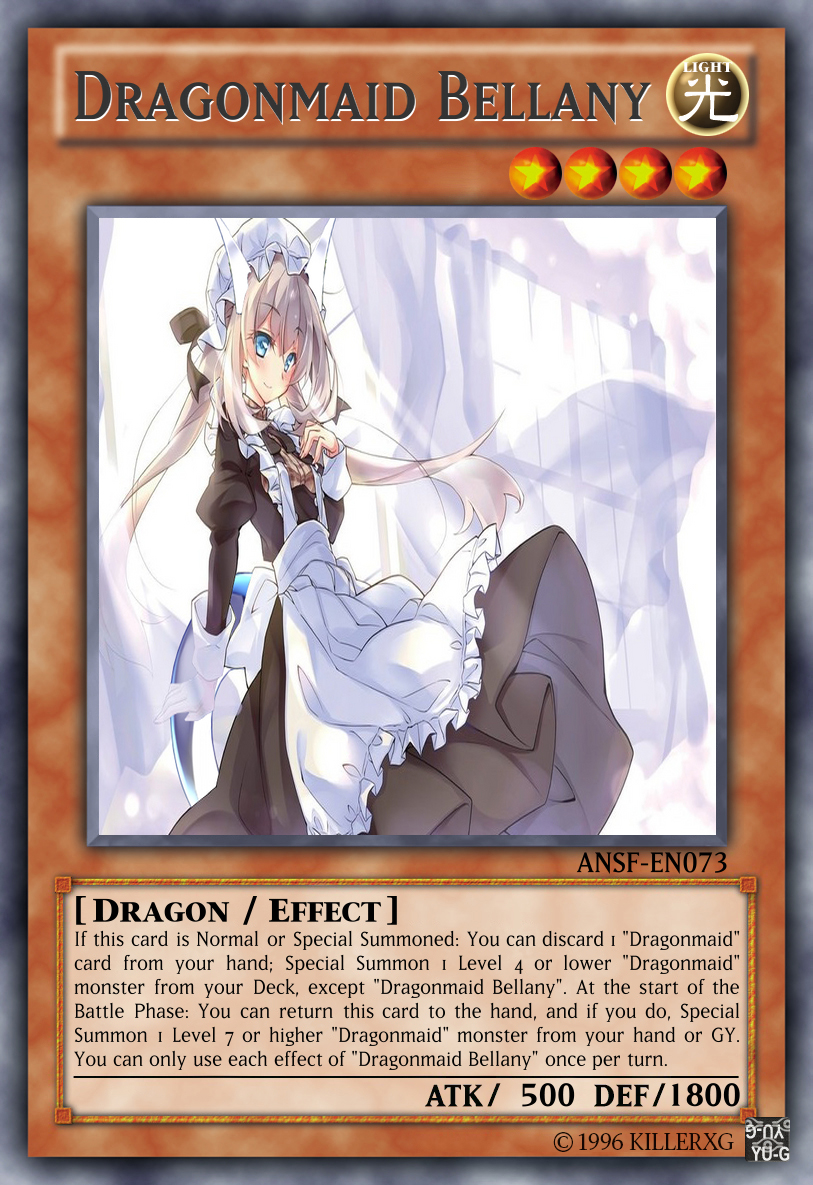 Dragonmaid Bellany
LIGHT
光
ANSF-EN073
[ Dragon / Effect ]
If this card is Normal or Special Summoned: You can discard 1 "Dragonmaid"
card from your hand; Special Summon 1 Level 4 or lower "Dragonmaid"
monster from your Deck, except "Dragonmaid Bellany". At the start of the
Battle Phase: You can return this card to the hand, and if you do, Special
Summon 1 Level 7 or higher "Dragonmaid" monster from your hand or GY.
You can only use each effect of "Dragonmaid Bellany" once per turn.
ATK/ 500 DEF/1800
© 1996 KILLERXG
YU-G